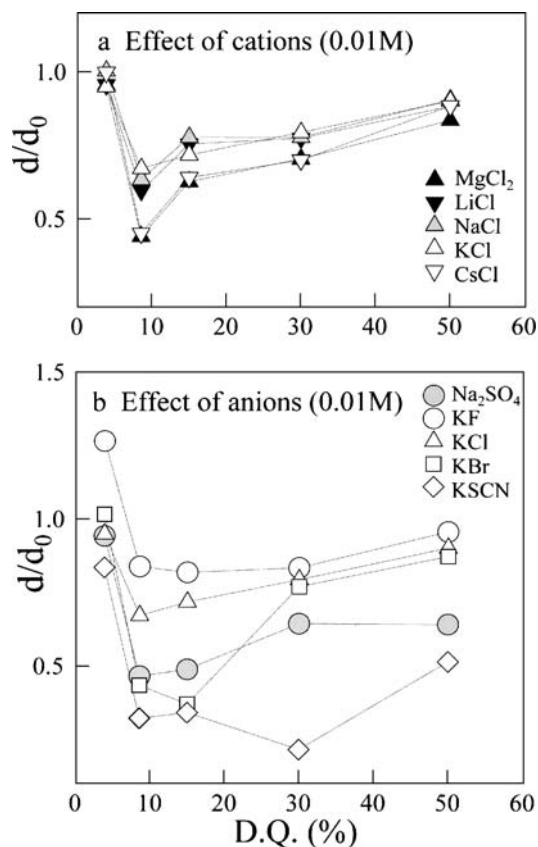 a Effect of cations (0.01M)
1.0
d/d₀
0.5
MgCl₂
LiCl
NaCl
KCl
CsCl
0 10 20 30 40 50 60
1.5
b Effect of anions (0.01M)
Na₂SO₄
KF
KCl
KBr
KSCN
1.0
d/d₀
0.5
0 10 20 30 40 50 60
D.Q. (%)